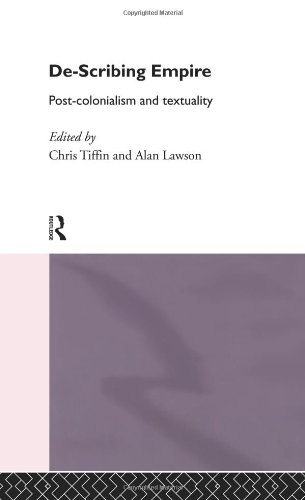 Copyrighted Material
De-Scribing Empire
Post-colonialism and textuality
Edited by
Chris Tiffin and Alan Lawson
ROUTLEDGE
Copyrighted Material